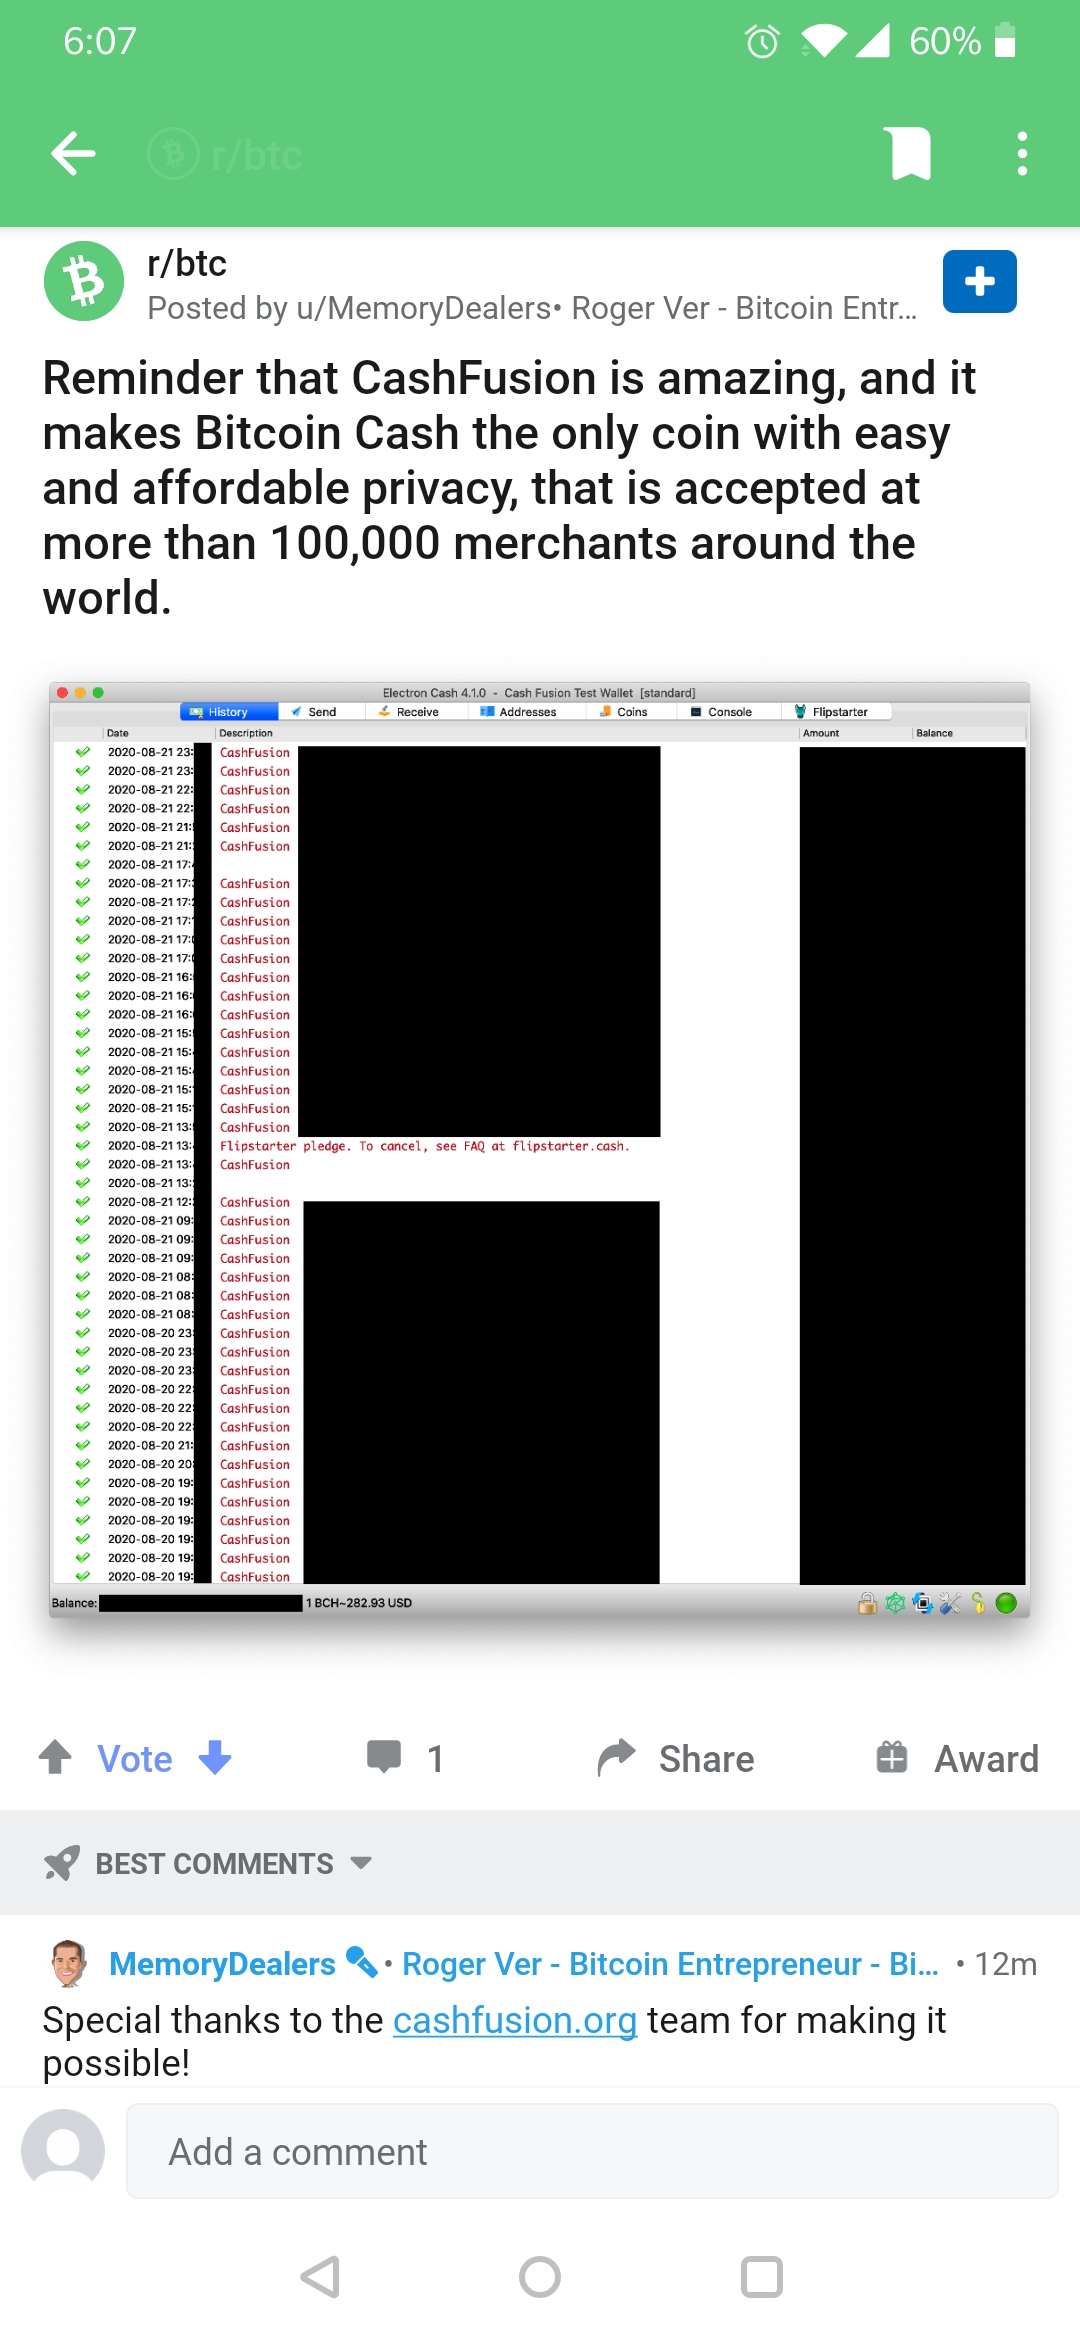 6:07
60%
r/btc
r/btc
Posted by u/MemoryDealers• Roger Ver - Bitcoin Entr...
Reminder that CashFusion is amazing, and it
makes Bitcoin Cash the only coin with easy
and affordable privacy, that is accepted at
more than 100,000 merchants around the
world.
Electron Cash 4.1.0 - Cash Fusion Test Wallet [standard]
History Send Receive Addresses Coins Console Flipstarter
Date Description Amount Balance
2020-08-21 23: CashFusion
2020-08-21 23: CashFusion
2020-08-21 22: CashFusion
2020-08-21 22: CashFusion
2020-08-21 21: CashFusion
2020-08-21 21: CashFusion
2020-08-21 17:
2020-08-21 17: CashFusion
2020-08-21 17: CashFusion
2020-08-21 17: CashFusion
2020-08-21 17: CashFusion
2020-08-21 17: CashFusion
2020-08-21 16: CashFusion
2020-08-21 16: CashFusion
2020-08-21 16: CashFusion
2020-08-21 15: CashFusion
2020-08-21 15: CashFusion
2020-08-21 15: CashFusion
2020-08-21 15: CashFusion
2020-08-21 15: CashFusion
2020-08-21 13: CashFusion
2020-08-21 13: Flipstarter pledge. To cancel, see FAQ at flipstarter.cash.
2020-08-21 13: CashFusion
2020-08-21 13:
2020-08-21 12: CashFusion
2020-08-21 09: CashFusion
2020-08-21 09: CashFusion
2020-08-21 09: CashFusion
2020-08-21 08: CashFusion
2020-08-21 08: CashFusion
2020-08-21 08: CashFusion
2020-08-20 23: CashFusion
2020-08-20 23: CashFusion
2020-08-20 23: CashFusion
2020-08-20 22: CashFusion
2020-08-20 22: CashFusion
2020-08-20 22: CashFusion
2020-08-20 21: CashFusion
2020-08-20 20: CashFusion
2020-08-20 19: CashFusion
2020-08-20 19: CashFusion
2020-08-20 19: CashFusion
2020-08-20 19: CashFusion
2020-08-20 19: CashFusion
2020-08-20 19: CashFusion
Balance: 1 BCH~282.93 USD
Vote 1 Share Award
BEST COMMENTS
MemoryDealers • Roger Ver - Bitcoin Entrepreneur - Bi... • 12m
Special thanks to the cashfusion.org team for making it
possible!
Add a comment